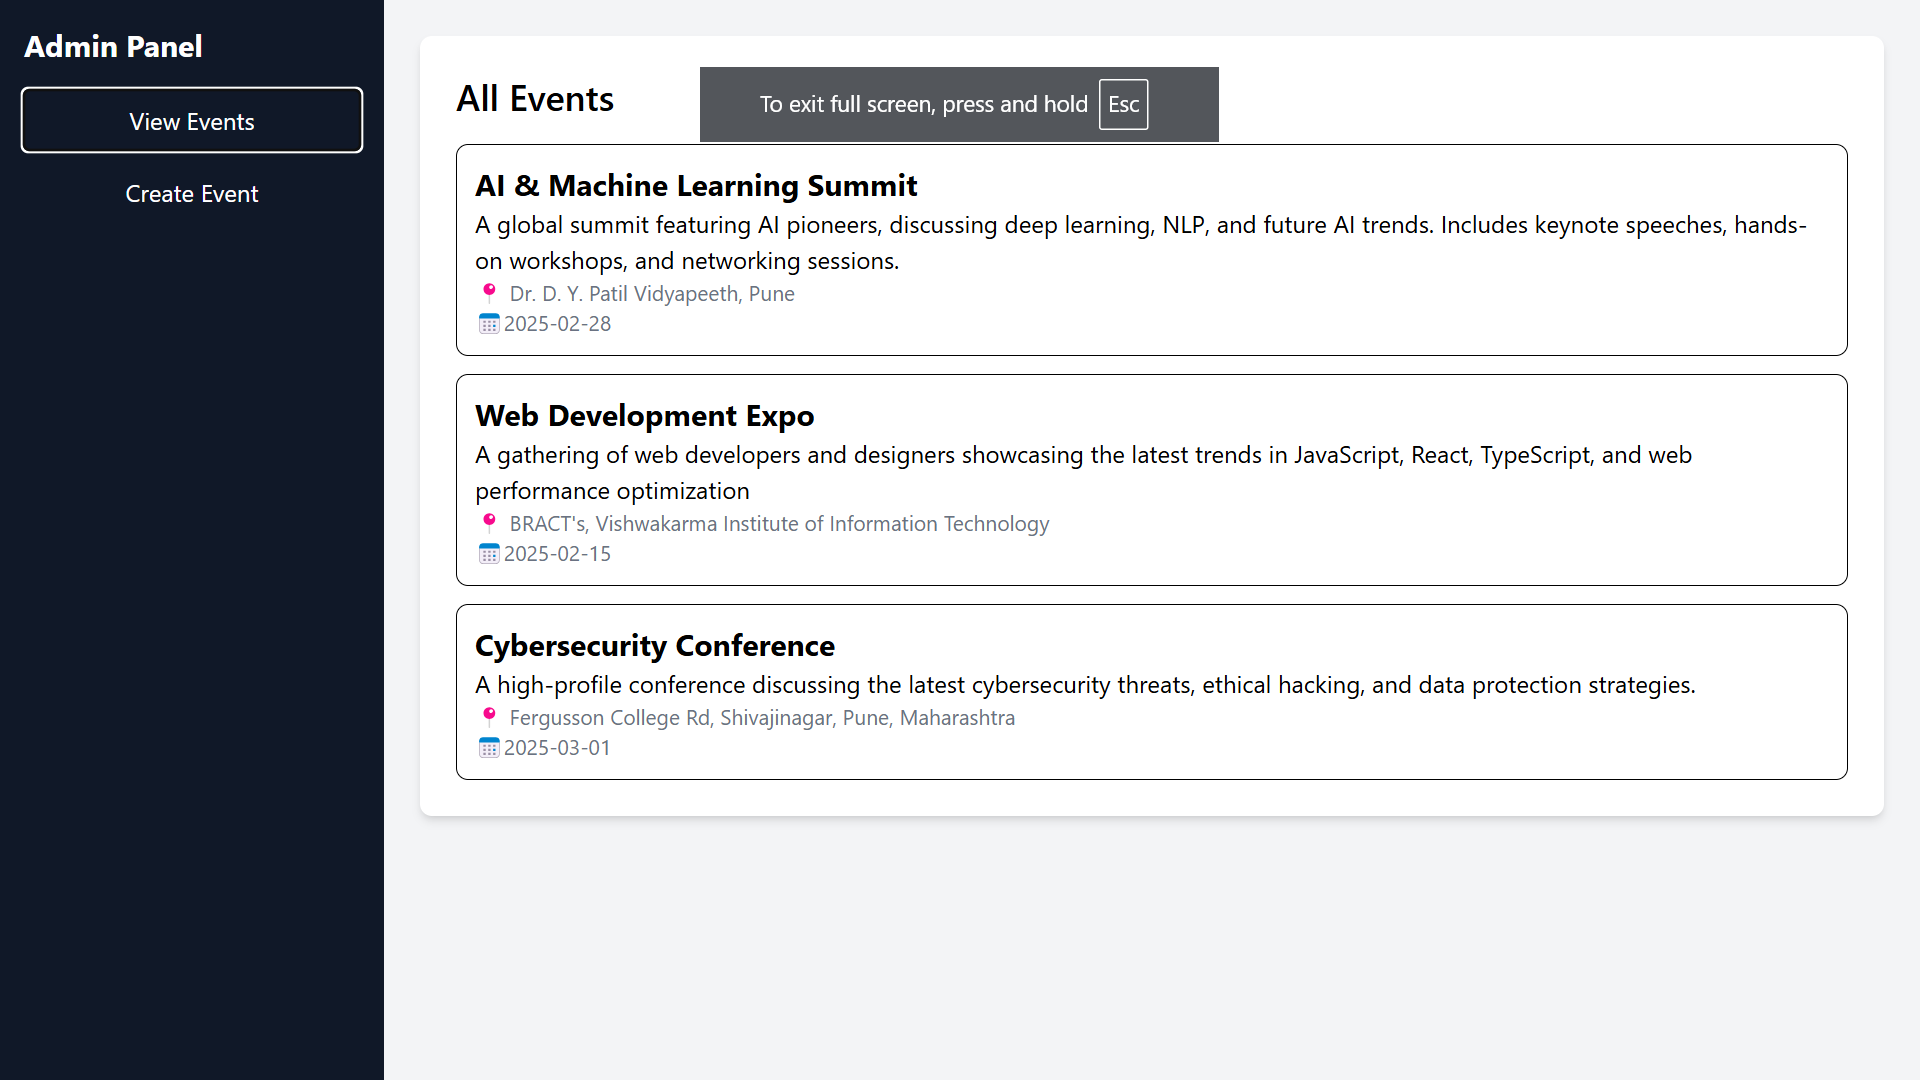 Admin Panel
View Events
Create Event
All Events
To exit full screen, press and hold Esc
AI & Machine Learning Summit
A global summit featuring AI pioneers, discussing deep learning, NLP, and future AI trends. Includes keynote speeches, hands-
on workshops, and networking sessions.
Dr. D. Y. Patil Vidyapeeth, Pune
2025-02-28
Web Development Expo
A gathering of web developers and designers showcasing the latest trends in JavaScript, React, TypeScript, and web
performance optimization
BRACT's, Vishwakarma Institute of Information Technology
2025-02-15
Cybersecurity Conference
A high-profile conference discussing the latest cybersecurity threats, ethical hacking, and data protection strategies.
Fergusson College Rd, Shivajinagar, Pune, Maharashtra
2025-03-01